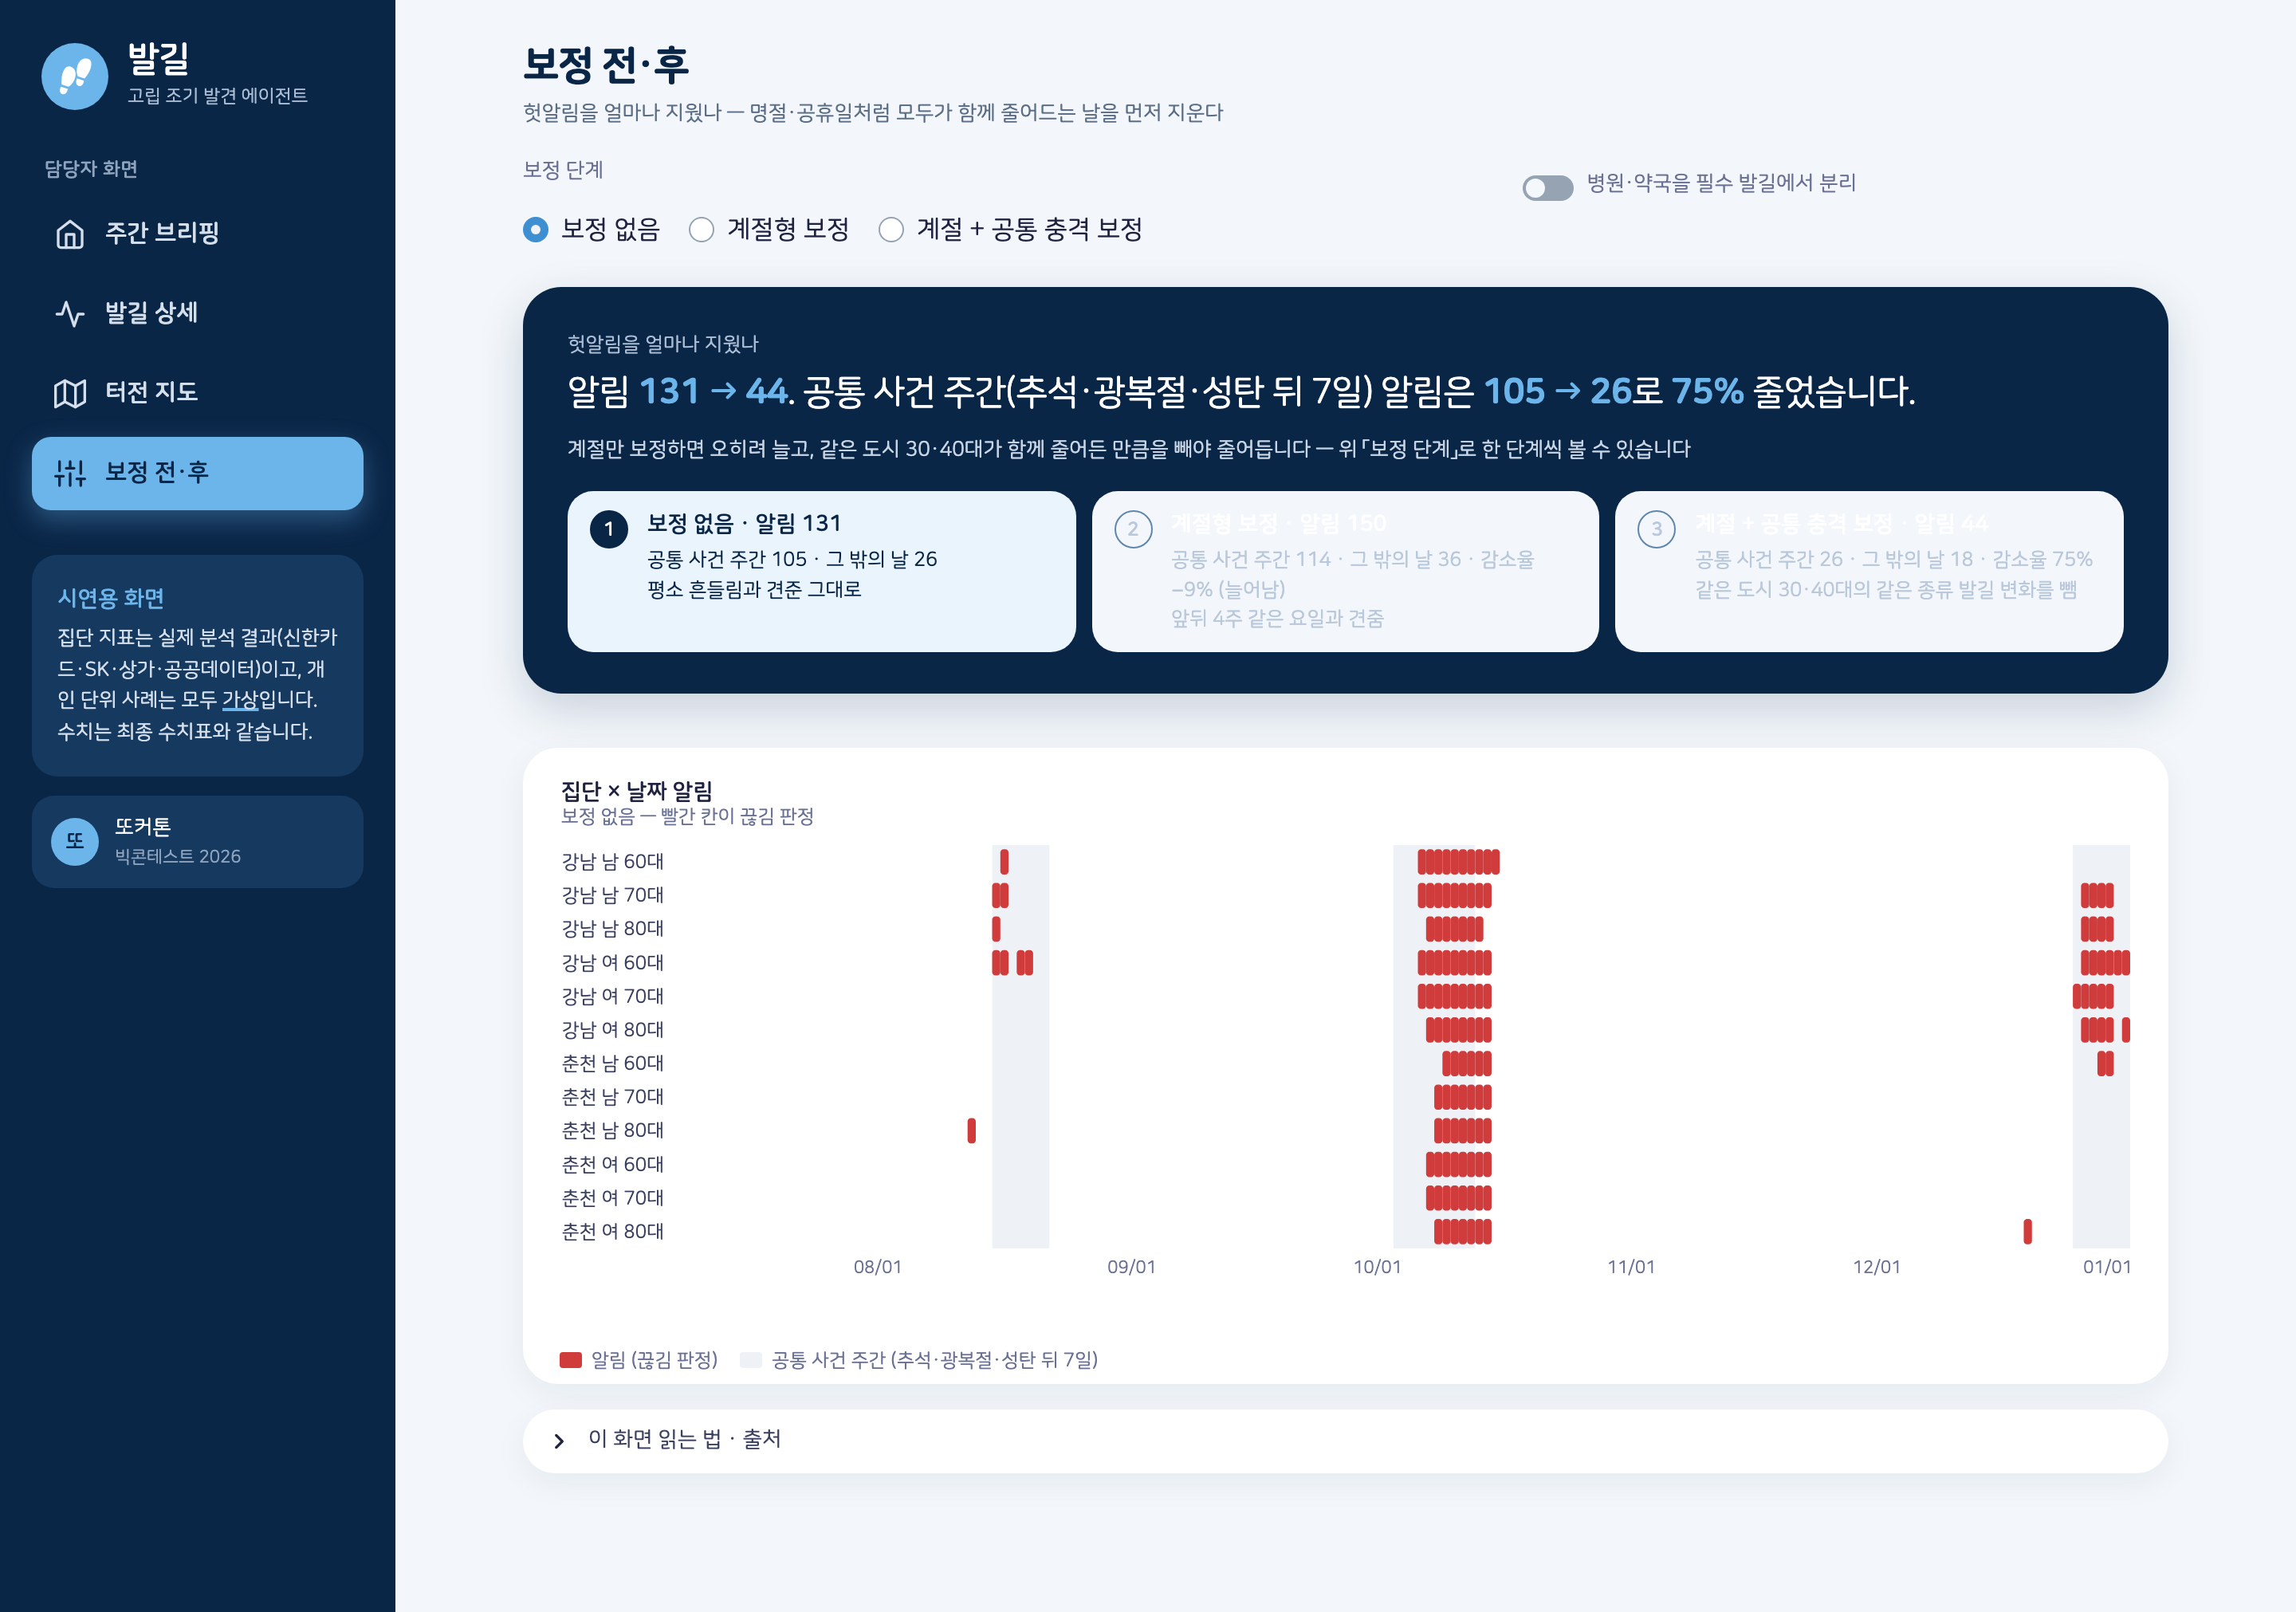 발길
고립 조기 발견 에이전트
담당자 화면
주간 브리핑
발길 상세
터전 지도
보정 전·후
시연용 화면
집단 지표는 실제 분석 결과(신한카
드·SK·상가·공공데이터)이고, 개
인 단위 사례는 모두 가상입니다.
수치는 최종 수치표와 같습니다.
또
또커톤
빅콘테스트 2026
보정 전·후
헛알림을 얼마나 지웠나 — 명절·공휴일처럼 모두가 함께 줄어드는 날을 먼저 지운다
보정 단계
병원·약국을 필수 발길에서 분리
보정 없음 계절형 보정 계절 + 공통 충격 보정
헛알림을 얼마나 지웠나
알림 131 → 44. 공통 사건 주간(추석·광복절·성탄 뒤 7일) 알림은 105 → 26로 75% 줄었습니다.
계절만 보정하면 오히려 늘고, 같은 도시 30·40대가 함께 줄어든 만큼을 빼야 줄어듭니다 — 위 「보정 단계」로 한 단계씩 볼 수 있습니다
1
보정 없음 · 알림 131
공통 사건 주간 105 · 그 밖의 날 26
평소 흔들림과 견준 그대로
2
계절형 보정 · 알림 150
공통 사건 주간 114 · 그 밖의 날 36 · 감소율
−9% (늘어남)
앞뒤 4주 같은 요일과 견줌
3
계절 + 공통 충격 보정 · 알림 44
공통 사건 주간 26 · 그 밖의 날 18 · 감소율 75%
같은 도시 30·40대의 같은 종류 발길 변화를 뺌
집단 × 날짜 알림
보정 없음 — 빨간 칸이 끊김 판정
강남 남 60대
강남 남 70대
강남 남 80대
강남 여 60대
강남 여 70대
강남 여 80대
춘천 남 60대
춘천 남 70대
춘천 남 80대
춘천 여 60대
춘천 여 70대
춘천 여 80대
08/01 09/01 10/01 11/01 12/01 01/01
알림 (끊김 판정) 공통 사건 주간 (추석·광복절·성탄 뒤 7일)
이 화면 읽는 법 · 출처